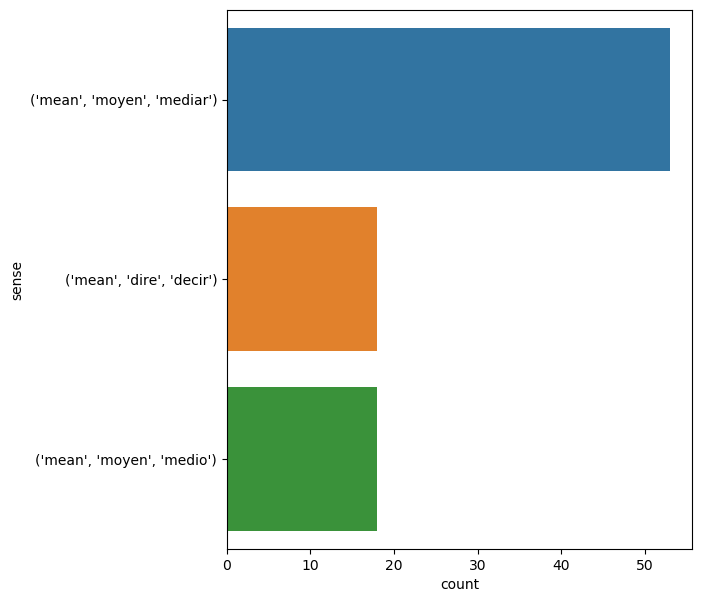 ('mean', 'moyen', 'mediar')
('mean', 'dire', 'decir')
('mean', 'moyen', 'medio')
sense
0 10 20 30 40 50
count